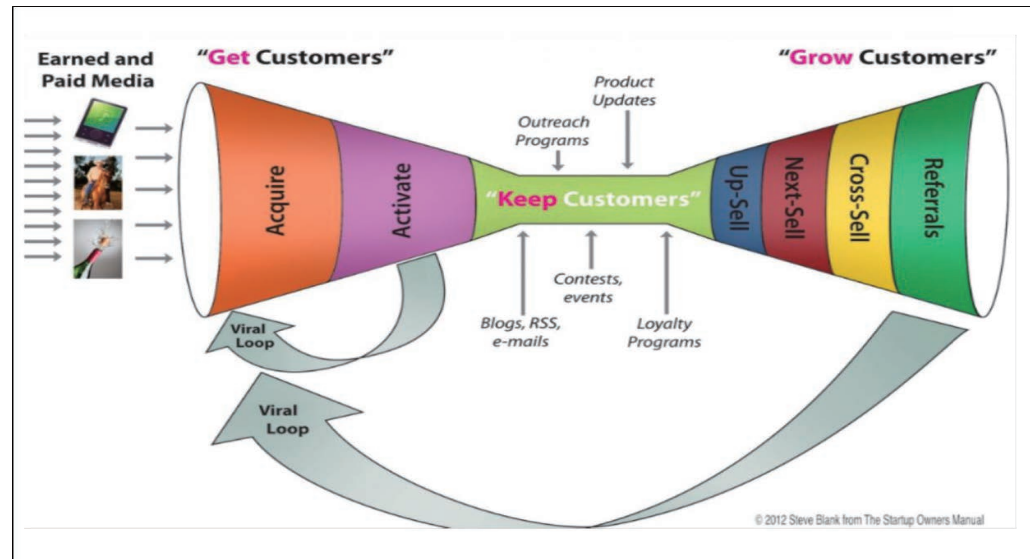 Earned and
Paid Media
"Get Customers"
"Grow Customers"
Product
Updates
Outreach
Programs
Acquire
Activate
"Keep Customers"
Up-Sell
Next-Sell
Cross-Sell
Referrals
Contests,
events
Blogs, RSS,
e-mails
Loyalty
Programs
Viral
Loop
Viral
Loop
© 2012 Steve Blank from The Startup Owners Manual